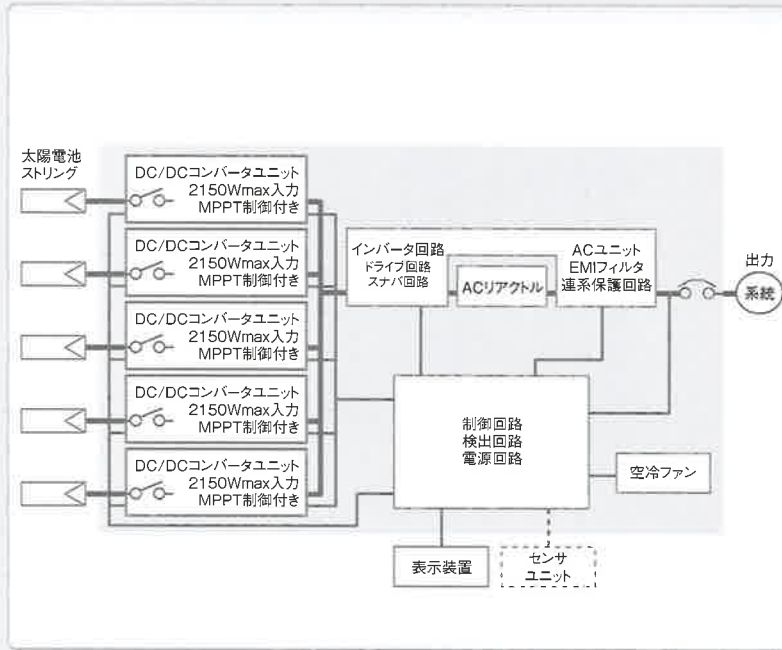 太陽電池
ストリング
DC/DCコンバータユニット
2150Wmax入力
MPPT制御付き
DC/DCコンバータユニット
2150Wmax入力
MPPT制御付き
DC/DCコンバータユニット
2150Wmax入力
MPPT制御付き
DC/DCコンバータユニット
2150Wmax入力
MPPT制御付き
DC/DCコンバータユニット
2150Wmax入力
MPPT制御付き
インバータ回路
ドライブ回路
スナバ回路
ACリアクトル
ACユニット
EMIフィルタ
連系保護回路
出力
系統
制御回路
検出回路
電源回路
空冷ファン
表示装置
センサ
ユニット